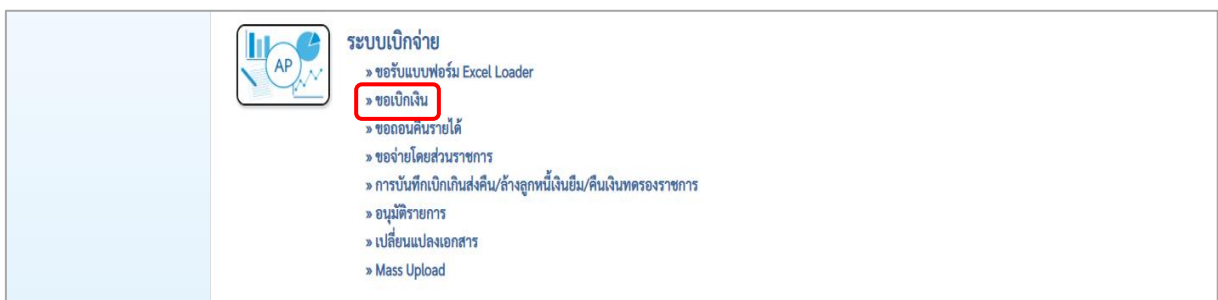 AP
ระบบเบิกจ่าย
» ขอรับแบบฟอร์ม Excel Loader
» ขอเบิกเงิน
» ขอถอนคืนรายได้
» ขอจ่ายโดยส่วนราชการ
» การบันทึกเบิกเกินส่งคืน/ล้างลูกหนี้เงินยืม/คืนเงินทดรองราชการ
» อนุมัติรายการ
» เปลี่ยนแปลงเอกสาร
» Mass Upload